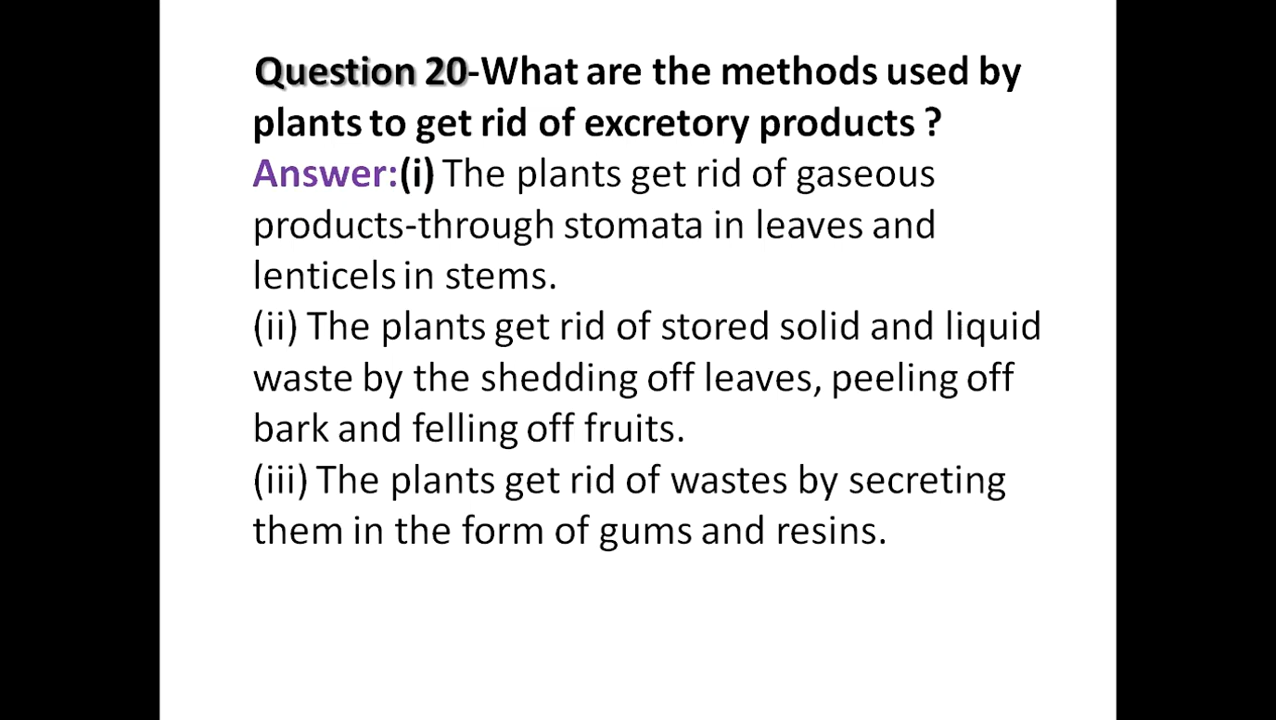 Question 20-What are the methods used by
plants to get rid of excretory products ?
Answer:(i) The plants get rid of gaseous
products-through stomata in leaves and
lenticels in stems.
(ii) The plants get rid of stored solid and liquid
waste by the shedding off leaves, peeling off
bark and felling off fruits.
(iii) The plants get rid of wastes by secreting
them in the form of gums and resins.